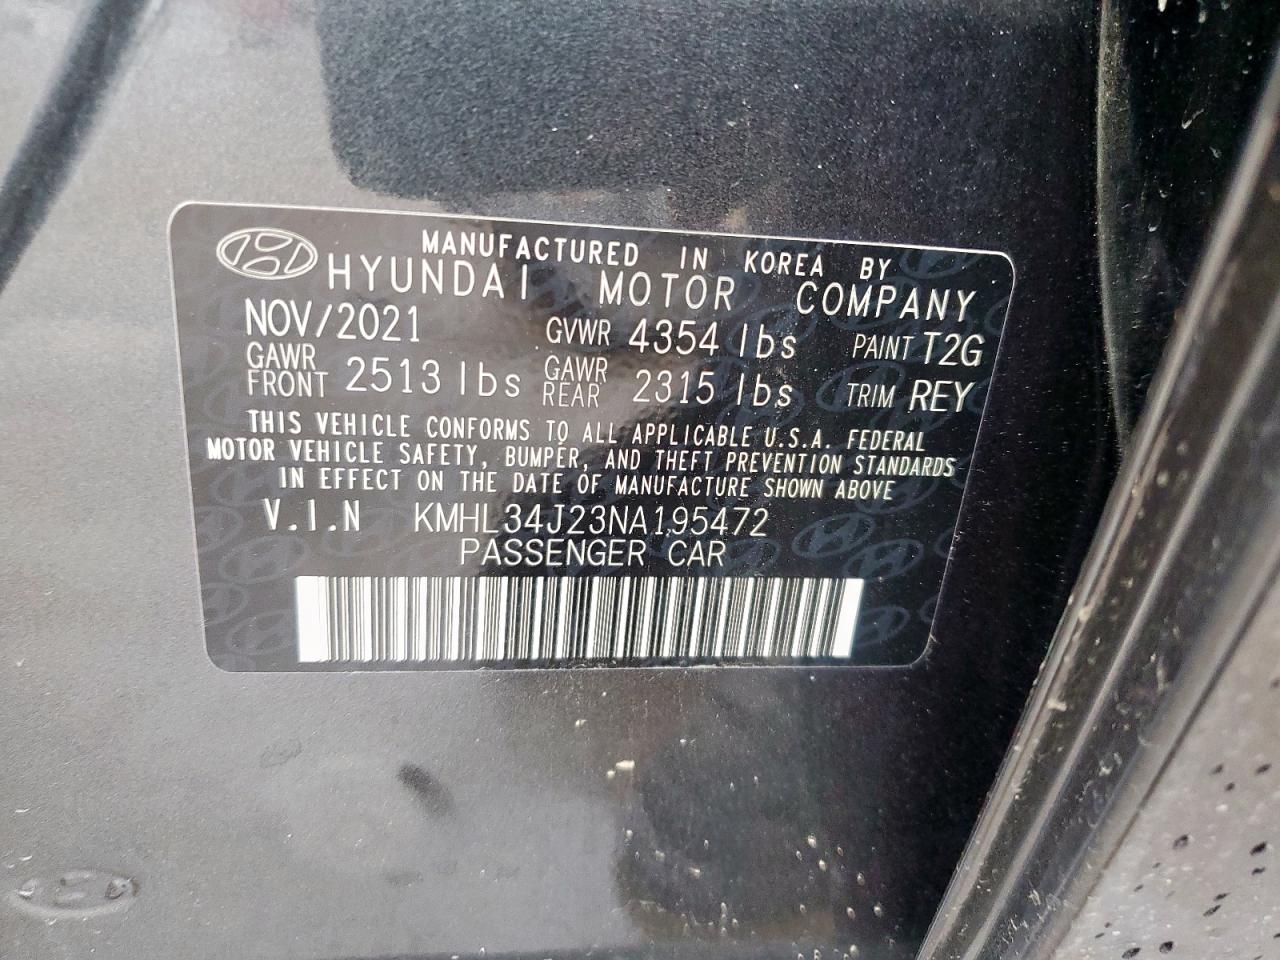 MANUFACTURED IN KOREA BY
HYUNDAI MOTOR COMPANY
NOV/2021 GVWR 4354 lbs PAINT T2G
GAWR FRONT 2513 lbs GAWR REAR 2315 lbs TRIM REY
THIS VEHICLE CONFORMS TO ALL APPLICABLE U.S.A. FEDERAL
MOTOR VEHICLE SAFETY, BUMPER, AND THEFT PREVENTION STANDARDS
IN EFFECT ON THE DATE OF MANUFACTURE SHOWN ABOVE
V.I.N KMHL34J23NA195472
PASSENGER CAR